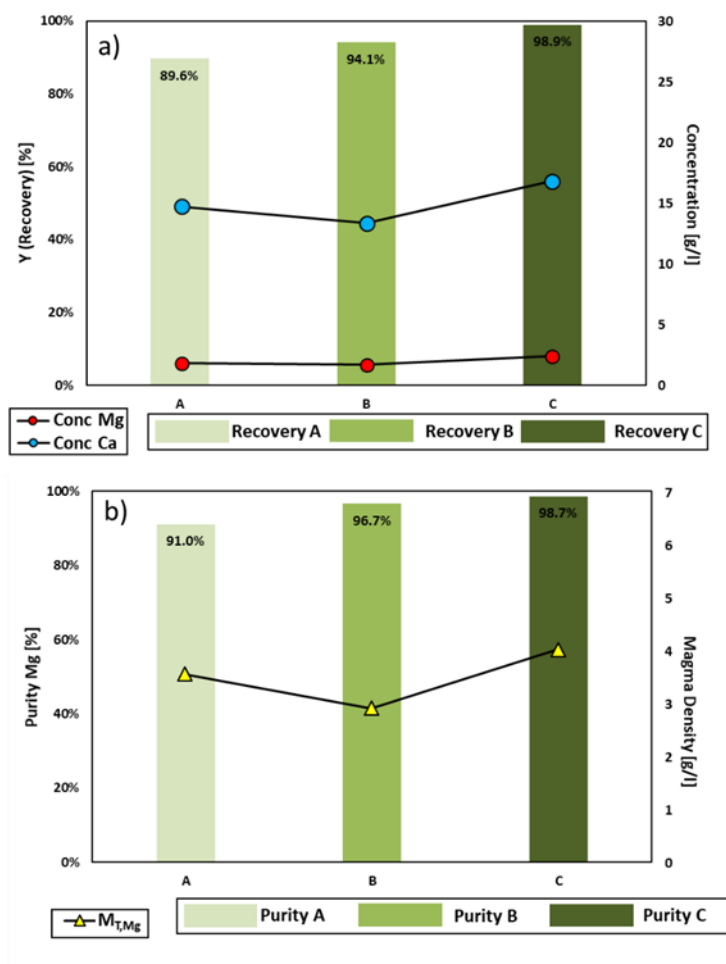 a)
100%
80%
60%
40%
20%
0%
Y (Recovery) [%]
89.6%
94.1%
98.9%
30
25
20
15
10
5
0
Concentration [g/l]
A B C
Conc Mg
Conc Ca
Recovery A Recovery B Recovery C
b)
100%
80%
60%
40%
20%
0%
Purity Mg [%]
91.0%
96.7%
98.7%
7
6
5
4
3
2
1
0
Magma Density [g/l]
A B C
M_T,Mg
Purity A Purity B Purity C